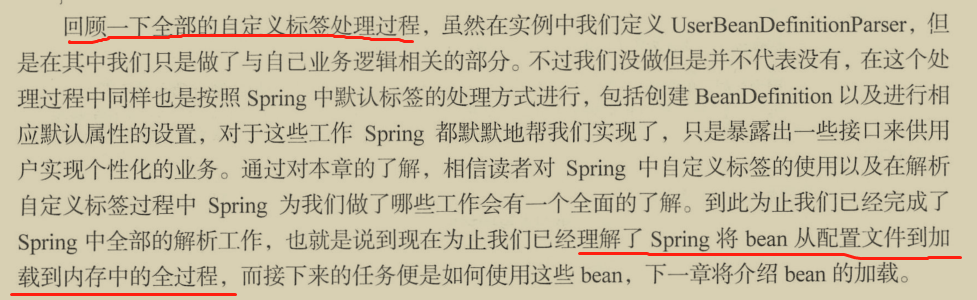 回顾一下全部的自定义标签处理过程，虽然在实例中我们定义 UserBeanDefinitionParser，但
是在其中我们只是做了与自己业务逻辑相关的部分。不过我们没做但是并不代表没有，在这个处
理过程中同样也是按照 Spring 中默认标签的处理方式进行，包括创建 BeanDefinition 以及进行相
应默认属性的设置，对于这些工作 Spring 都默默地帮我们实现了，只是暴露出一些接口来供用
户实现个性化的业务。通过对本章的了解，相信读者对 Spring 中自定义标签的使用以及在解析
自定义标签过程中 Spring 为我们做了哪些工作会有一个全面的了解。到此为止我们已经完成了
Spring 中全部的解析工作，也就是说到现在为止我们已经理解了 Spring 将 bean 从配置文件到加
载到内存中的全过程，而接下来的任务便是如何使用这些 bean，下一章将介绍 bean 的加载。